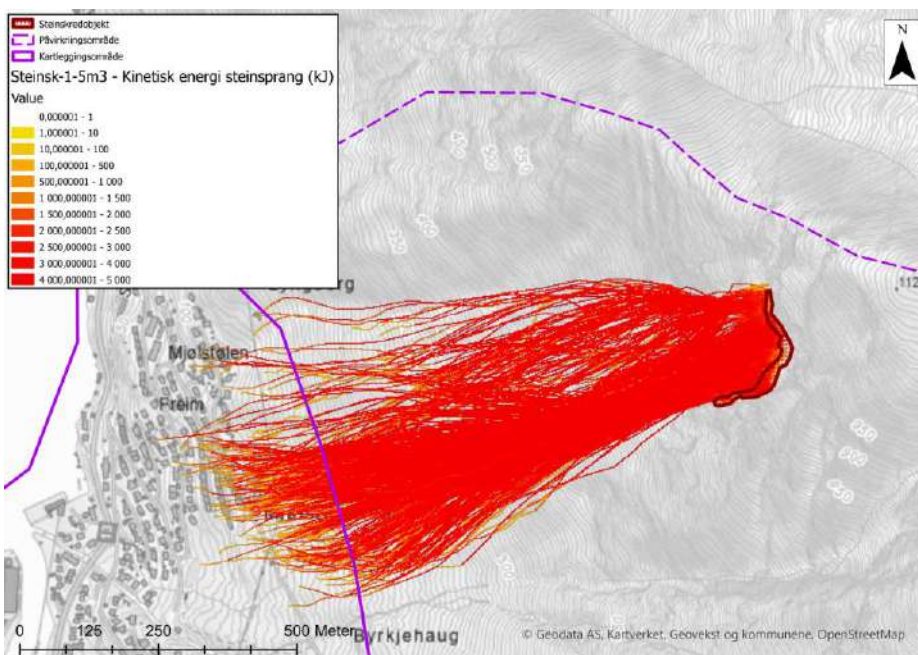 Steinskredobjekt
Påvirkningsområde
Kartleggingsområde
Steinsk-1-5m3 - Kinetisk energi steinsprang (kJ)
Value
0,000001 - 1
1,000001 - 10
10,000001 - 100
100,000001 - 500
500,000001 - 1 000
1 000,000001 - 1 500
1 500,000001 - 2 000
2 000,000001 - 2 500
2 500,000001 - 3 000
3 000,000001 - 4 000
4 000,000001 - 5 000
N
112
Mjølstølen
Freim
Byrkjehaug
0 125 250 500 Meter
© Geodata AS, Kartverket, Geovekst og kommunene, OpenStreetMap